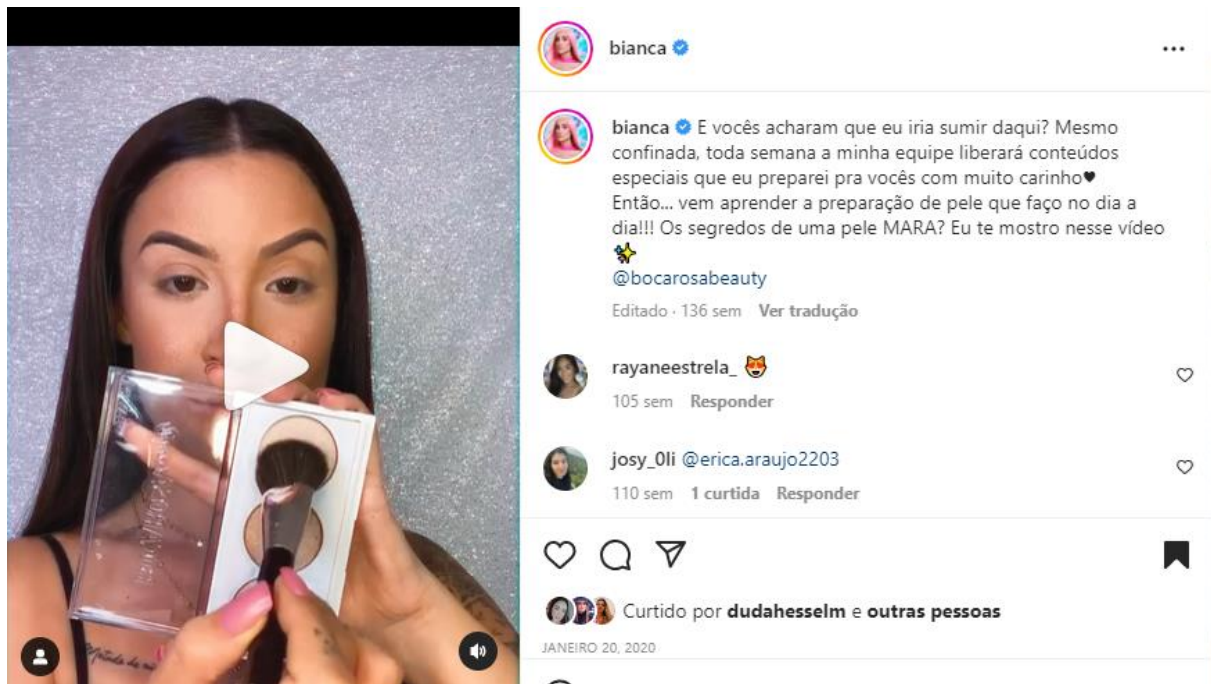 bianca
bianca E vocês acharam que eu iria sumir daqui? Mesmo
confinada, toda semana a minha equipe liberará conteúdos
especiais que eu preparei pra vocês com muito carinho♥
Então... vem aprender a preparação de pele que faço no dia a
dia!!! Os segredos de uma pele MARA? Eu te mostro nesse vídeo
✨
@bocarosabeauty
Editado · 136 sem Ver tradução
rayaneestrela_ 😻
105 sem Responder
josy_0li @erica.araujo2203
110 sem 1 curtida Responder
Curtido por dudahesselm e outras pessoas
JANEIRO 20, 2020